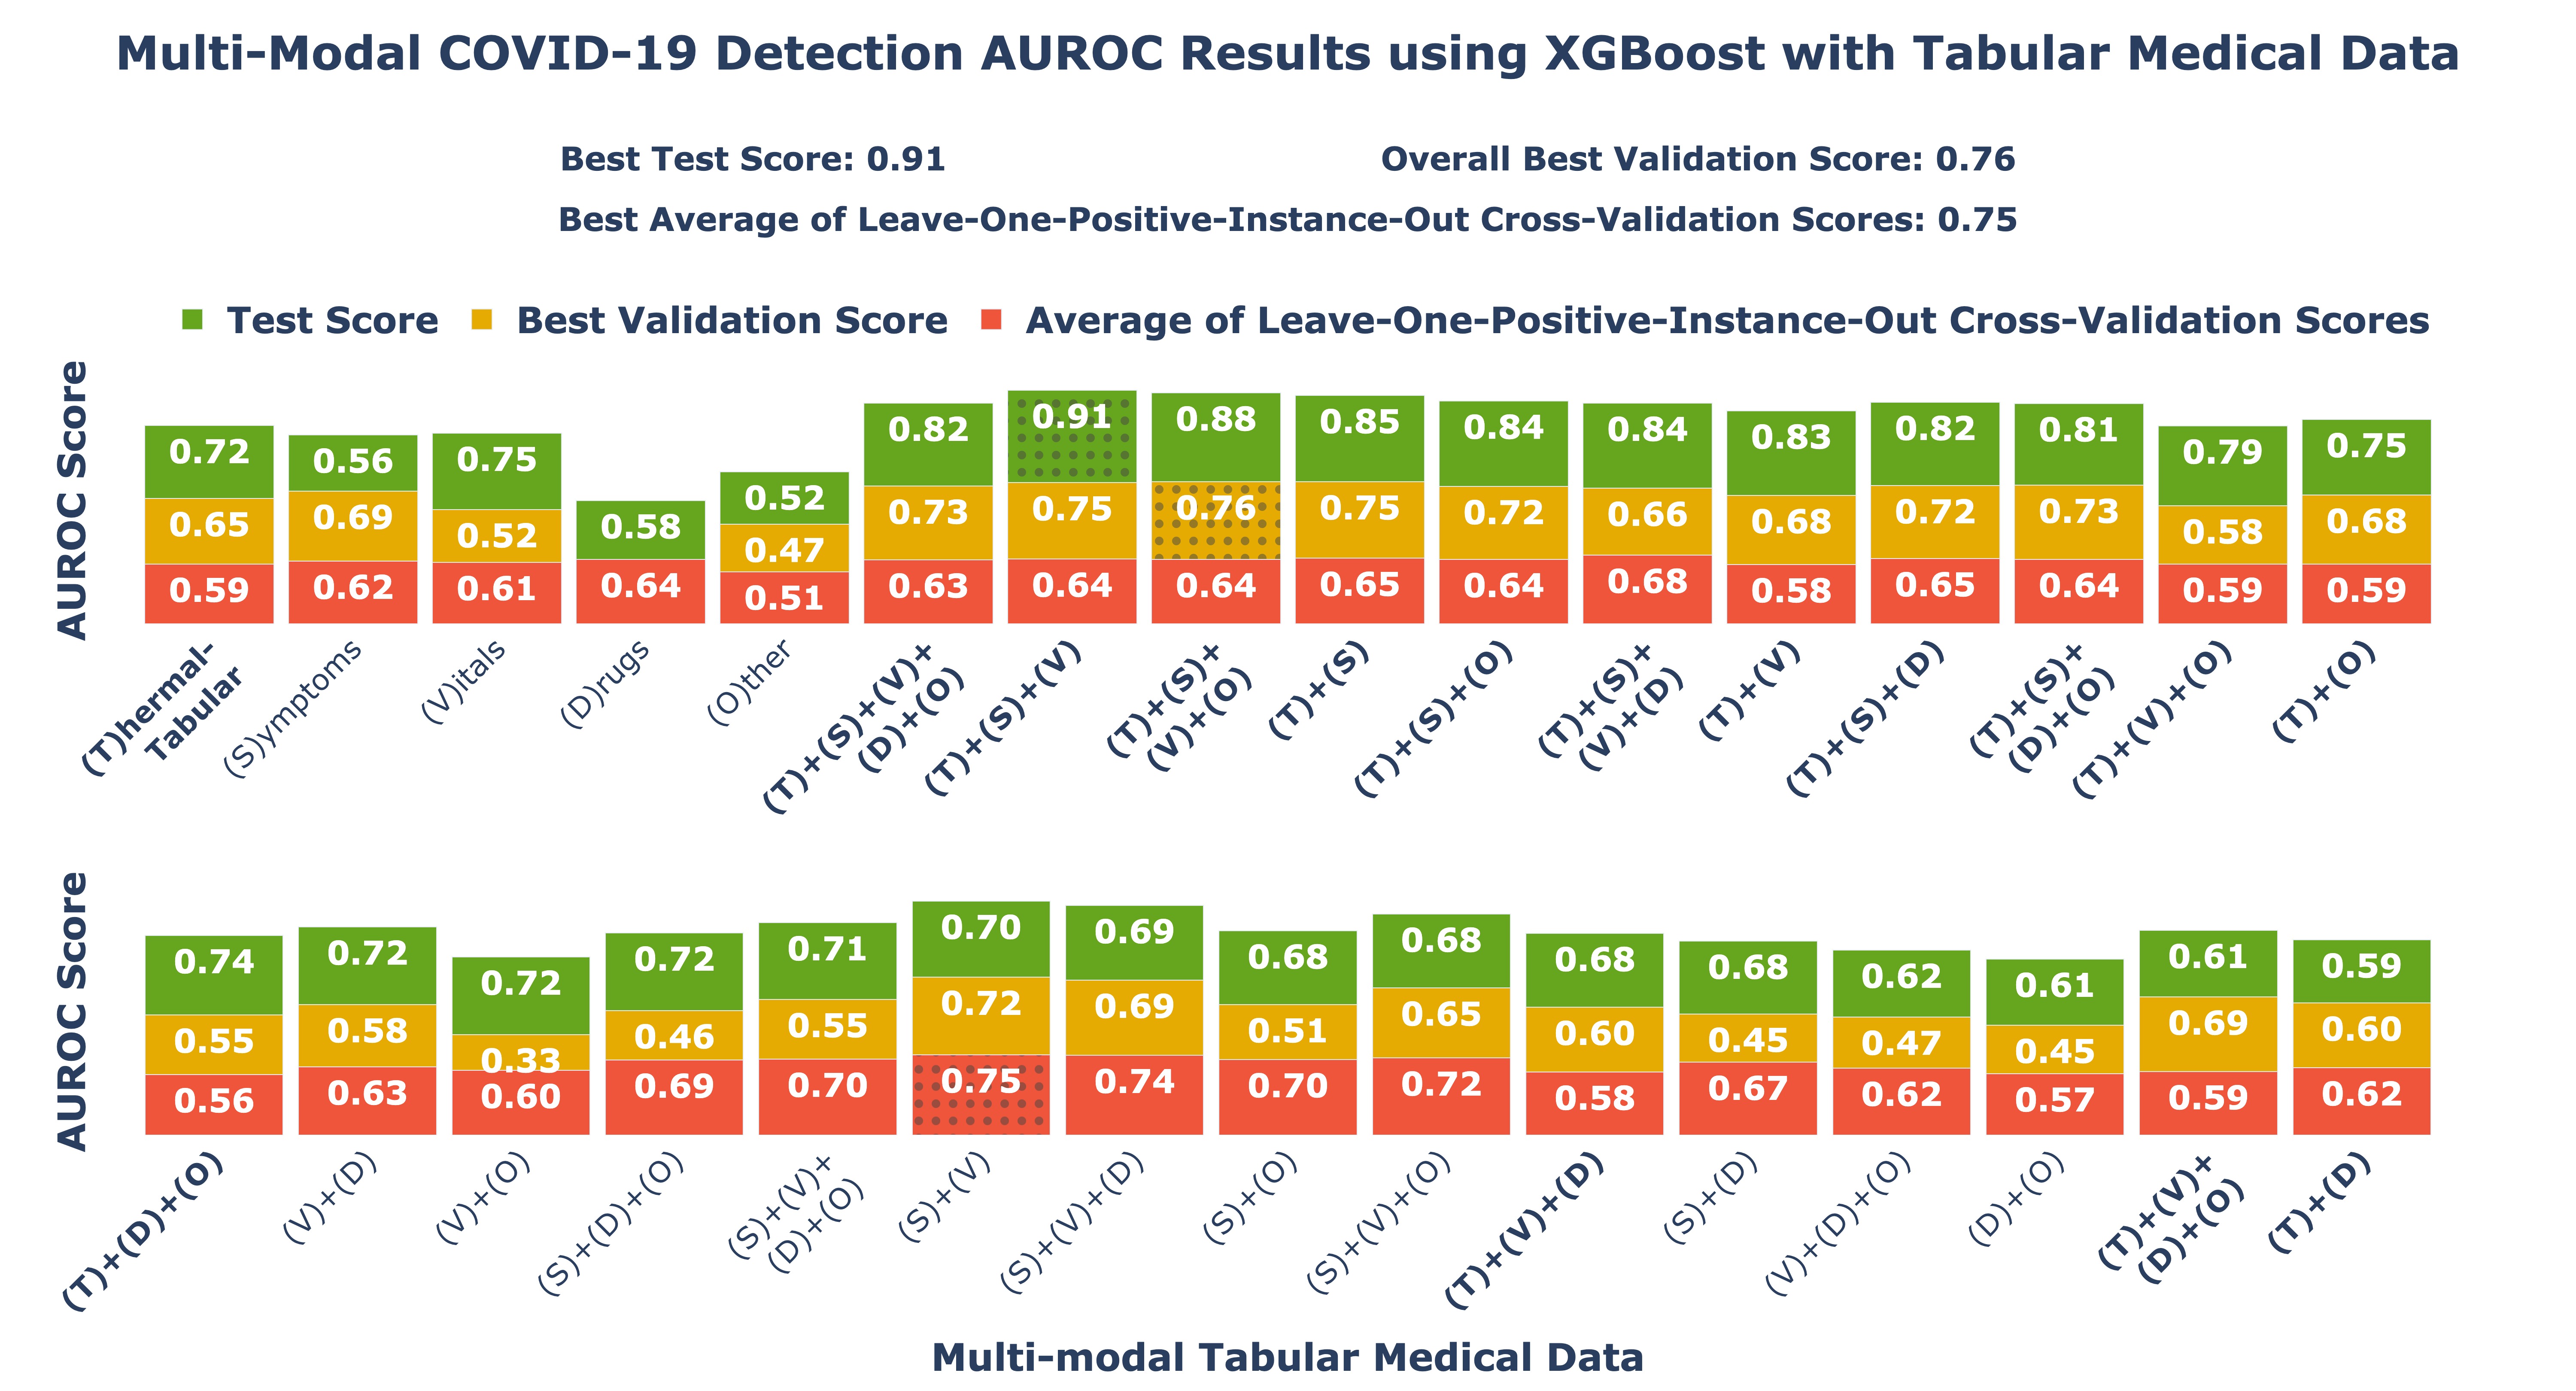 Multi-Modal COVID-19 Detection AUROC Results using XGBoost with Tabular Medical Data
Best Test Score: 0.91
Overall Best Validation Score: 0.76
Best Average of Leave-One-Positive-Instance-Out Cross-Validation Scores: 0.75
Test Score
Best Validation Score
Average of Leave-One-Positive-Instance-Out Cross-Validation Scores
AUROC Score
0.72 0.56 0.75 0.58 0.52 0.82 0.91 0.88 0.85 0.84 0.84 0.83 0.82 0.81 0.79 0.75
0.65 0.69 0.52 0.47 0.73 0.75 0.76 0.75 0.72 0.66 0.68 0.72 0.73 0.58 0.68
0.59 0.62 0.61 0.64 0.51 0.63 0.64 0.64 0.65 0.64 0.68 0.58 0.65 0.64 0.59 0.59
(T)hermal-
Tabular
(S)ymptoms
(V)itals
(D)rugs
(O)ther
(T)+(S)+(V)+
(D)+(O)
(T)+(S)+(V)
(T)+(S)+
(V)+(O)
(T)+(S)
(T)+(S)+(O)
(T)+(S)+
(V)+(D)
(T)+(V)
(T)+(S)+(D)
(T)+(S)+
(D)+(O)
(T)+(V)+(O)
(T)+(O)
AUROC Score
0.74 0.72 0.72 0.72 0.71 0.70 0.69 0.68 0.68 0.68 0.68 0.62 0.61 0.61 0.59
0.55 0.58 0.33 0.46 0.55 0.72 0.69 0.51 0.65 0.60 0.45 0.47 0.45 0.69 0.60
0.56 0.63 0.60 0.69 0.70 0.75 0.74 0.70 0.72 0.58 0.67 0.62 0.57 0.59 0.62
(T)+(D)+(O)
(V)+(D)
(V)+(O)
(S)+(D)+(O)
(S)+(V)+
(D)+(O)
(S)+(V)
(S)+(V)+(D)
(S)+(O)
(S)+(V)+(O)
(T)+(V)+(D)
(S)+(D)
(V)+(D)+(O)
(D)+(O)
(T)+(V)+
(D)+(O)
(T)+(D)
Multi-modal Tabular Medical Data